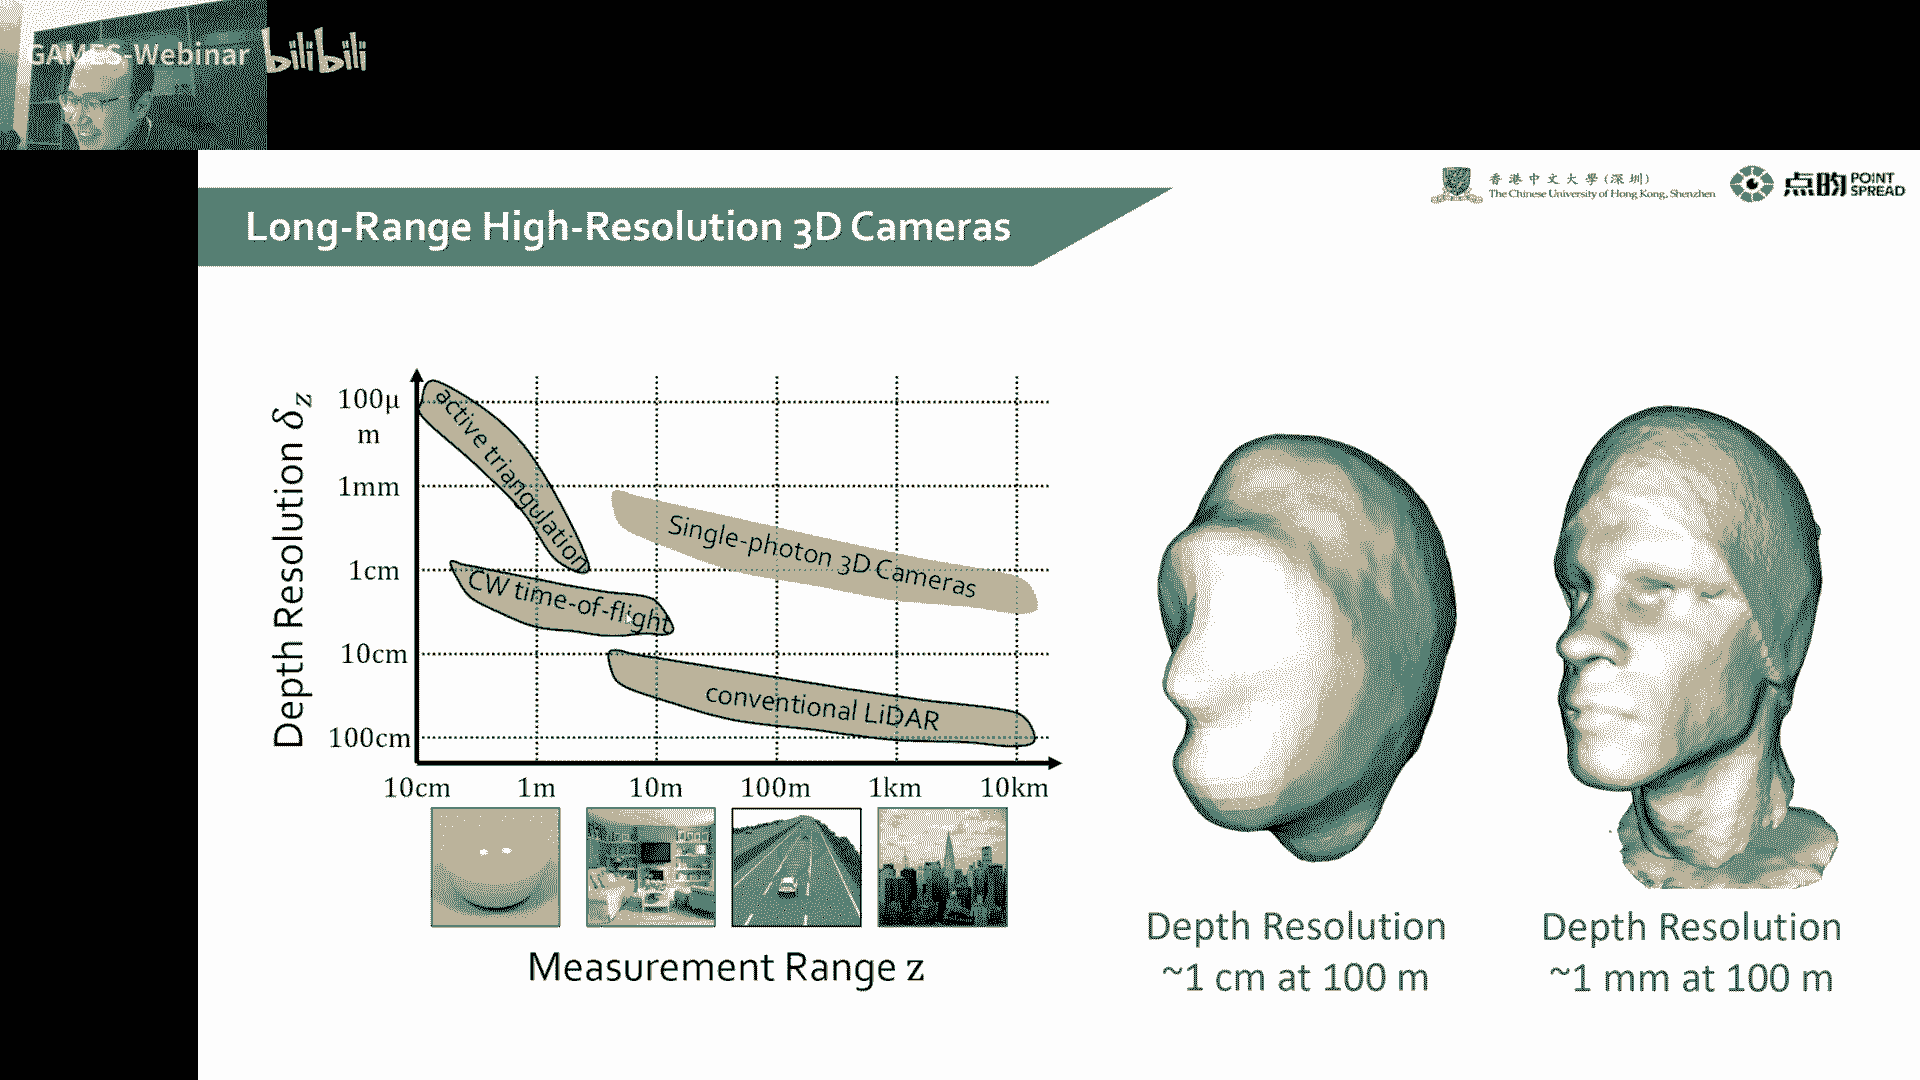 GAMES-Webinar bilibili
香港中文大學(深圳)
The Chinese University of Hong Kong, Shenzhen
点昀 POINT SPREAD
Long-Range High-Resolution 3D Cameras
Depth Resolution δz
100μm
1mm
1cm
10cm
100cm
active triangulation
Single-photon 3D Cameras
CW time-of-flight
conventional LiDAR
10cm 1m 10m 100m 1km 10km
Measurement Range z
Depth Resolution
~1 cm at 100 m
Depth Resolution
~1 mm at 100 m